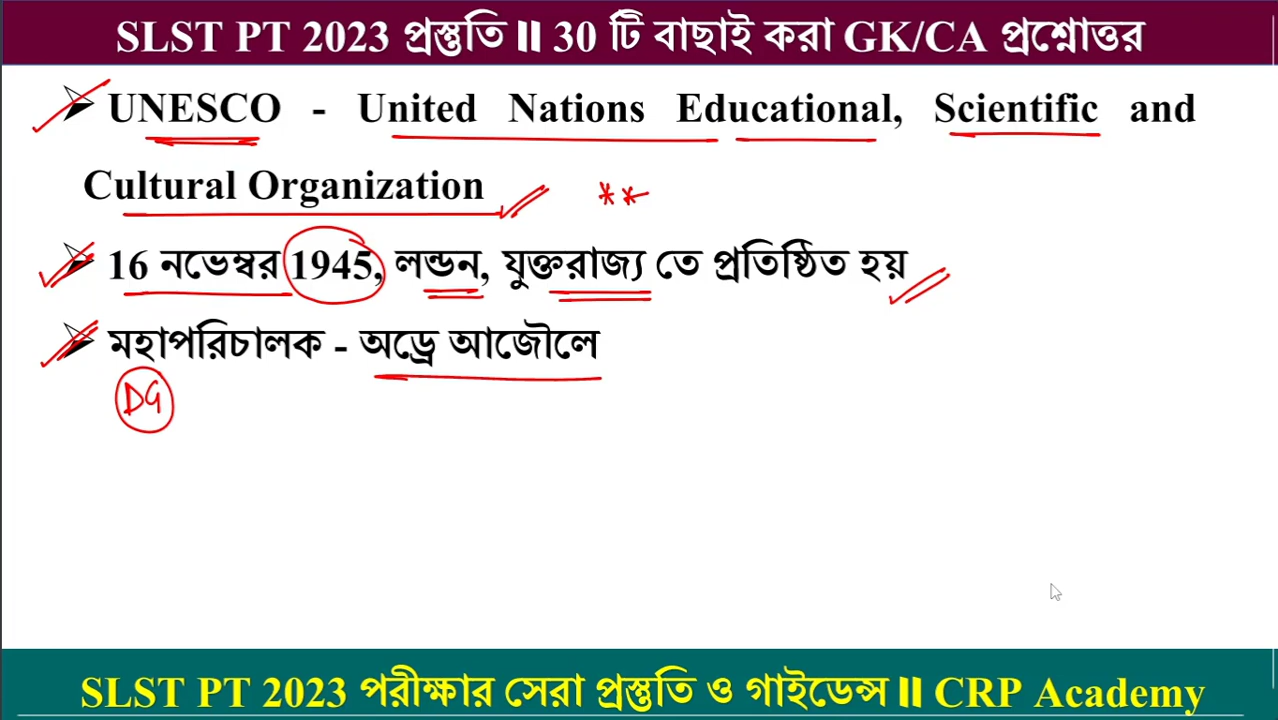 SLST PT 2023 প্রস্তুতি II 30 টি বাছাই করা GK/CA প্রশ্নোত্তর
UNESCO - United Nations Educational, Scientific and
Cultural Organization **
16 নভেম্বর 1945, লন্ডন, যুক্তরাজ্য তে প্রতিষ্ঠিত হয়
মহাপরিচালক - অড্রে আজৌলে
DG
SLST PT 2023 পরীক্ষার সেরা প্রস্তুতি ও গাইডেন্স II CRP Academy